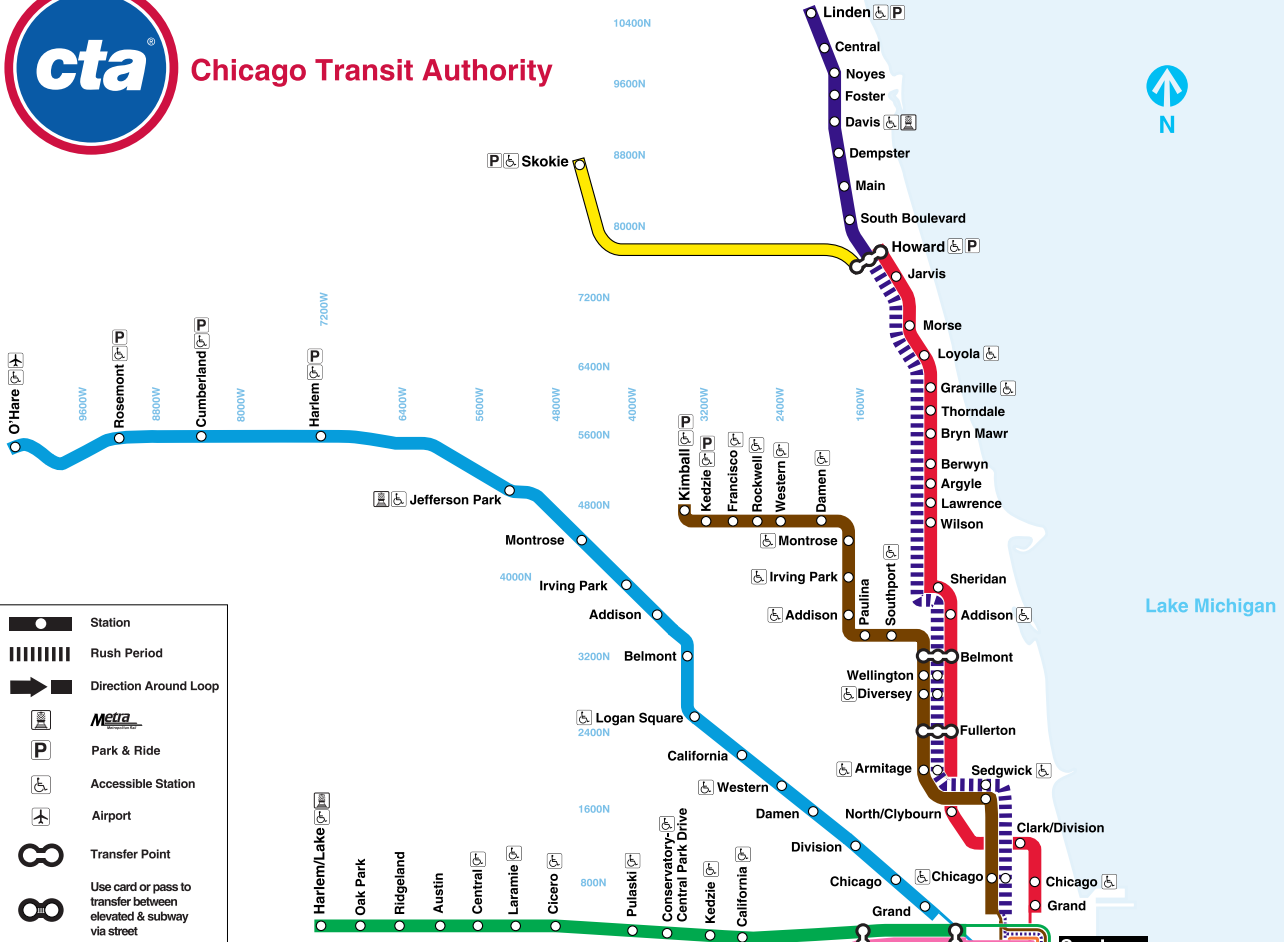 cta®
Chicago Transit Authority
10400N
9600N
8800N
8000N
7200N
6400N
5600N
4800N
4000N
3200N
2400N
1600N
800N
9600W
8800W
8000W
7200W
6400W
5600W
4800W
4000W
3200W
2400W
1600W
N
Lake Michigan
Linden P
Central
Noyes
Foster
Davis
Dempster
Main
South Boulevard
P Skokie
Howard P
Jarvis
Morse
Loyola
Granville
Thorndale
Bryn Mawr
Berwyn
Argyle
Lawrence
Wilson
Sheridan
Addison
Belmont
Fullerton
North/Clybourn
Clark/Division
Chicago
Grand
O'Hare
Rosemont P
Cumberland P
Harlem P
Jefferson Park
Montrose
Irving Park
Addison
Belmont
Logan Square
California
Western
Damen
Division
Chicago
Grand
Kimball P
Kedzie P
Francisco
Rockwell
Western
Damen
Montrose
Irving Park
Addison
Paulina
Southport
Wellington
Diversey
Armitage
Sedgwick
Chicago
Harlem/Lake
Oak Park
Ridgeland
Austin
Central
Laramie
Cicero
Pulaski
Conservatory-
Central Park Drive
Kedzie
California
Station
Rush Period
Direction Around Loop
Metra
Metropolitan Rail
P Park & Ride
Accessible Station
Airport
Transfer Point
Use card or pass to
transfer between
elevated & subway
via street